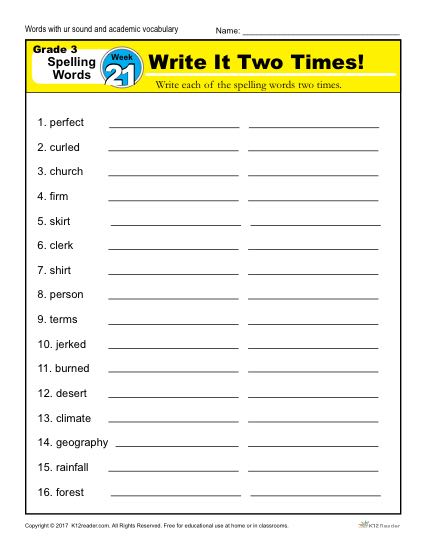 Words with ur sound and academic vocabulary Name:
Grade 3
Spelling
Words
Week
21
Write It Two Times!
Write each of the spelling words two times.
1. perfect
2. curled
3. church
4. firm
5. skirt
6. clerk
7. shirt
8. person
9. terms
10. jerked
11. burned
12. desert
13. climate
14. geography
15. rainfall
16. forest
Copyright © 2017 K12reader.com. All Rights Reserved. Free for educational use at home or in classrooms. K12Reader